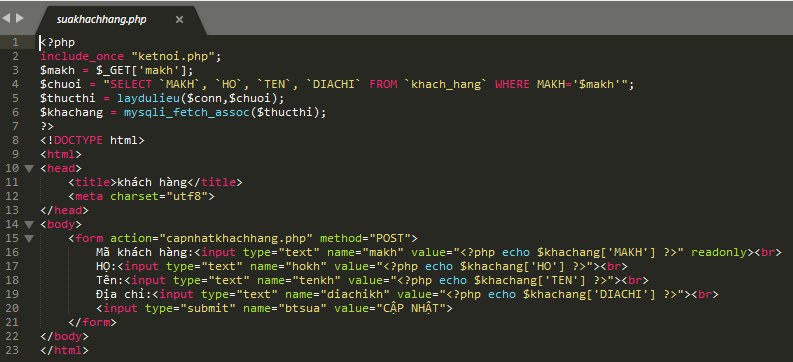 suakhachhang.php ×
1 <?php
2 include_once "ketnoi.php";
3 $makh = $_GET['makh'];
4 $chuoi = "SELECT `MAKH`, `HO`, `TEN`, `DIACHI` FROM `khach_hang` WHERE MAKH='$makh'";
5 $thucthi = laydulieu($conn,$chuoi);
6 $khachang = mysqli_fetch_assoc($thucthi);
7 ?>
8 <!DOCTYPE html>
9 <html>
10 <head>
11 <title>khách hàng</title>
12 <meta charset="utf8">
13 </head>
14 <body>
15 <form action="capnhatkhachhang.php" method="POST">
16 Mã khách hàng:<input type="text" name="makh" value="<?php echo $khachang['MAKH'] ?>" readonly><br>
17 HỌ:<input type="text" name="hokh" value="<?php echo $khachang['HO'] ?>"><br>
18 Tên:<input type="text" name="tenkh" value="<?php echo $khachang['TEN'] ?>"><br>
19 Địa chỉ:<input type="text" name="diachikh" value="<?php echo $khachang['DIACHI'] ?>"><br>
20 <input type="submit" name="btsua" value="CẬP NHẬT">
21 </form>
22 </body>
23 </html>